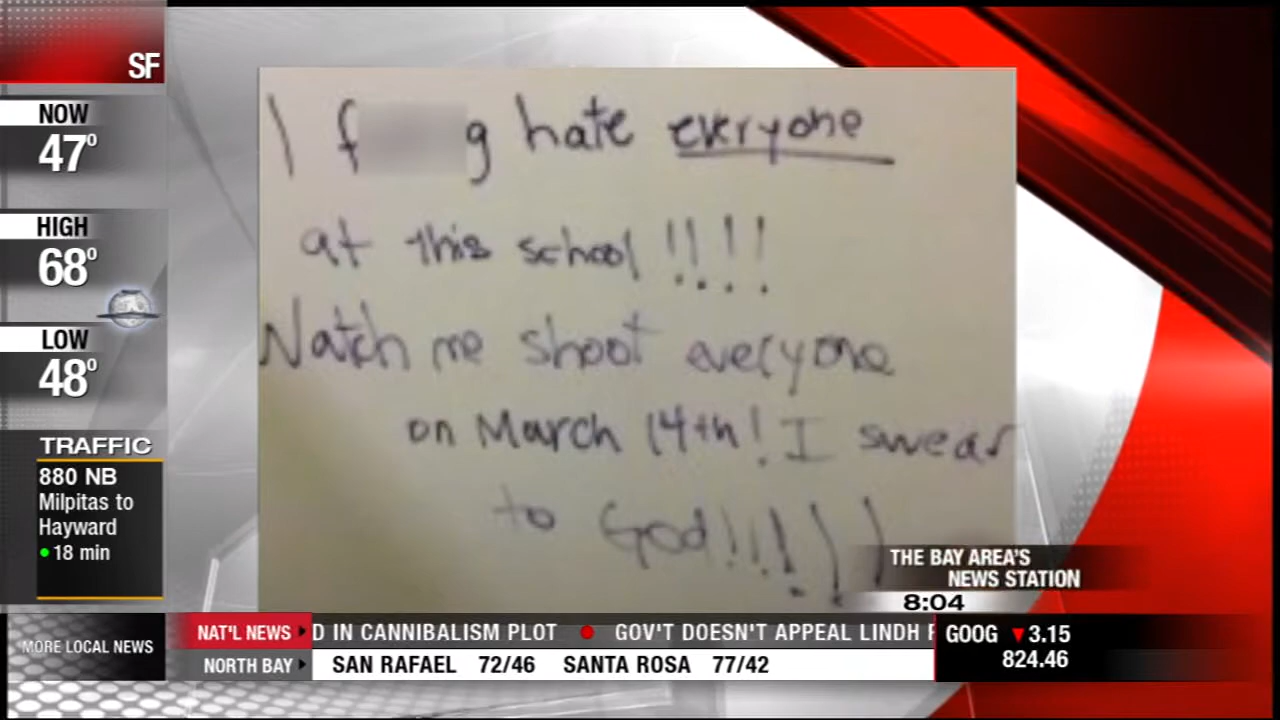 SF
NOW
47°
HIGH
68°
LOW
48°
TRAFFIC
880 NB
Milpitas to
Hayward
18 min
I f g hate everyone
at this school !!!!
Watch me shoot everyone
on March 14th! I swear
to God!!!!!
THE BAY AREA'S
NEWS STATION
8:04
MORE LOCAL NEWS
NAT'L NEWS D IN CANNIBALISM PLOT GOV'T DOESN'T APPEAL LINDH
NORTH BAY SAN RAFAEL 72/46 SANTA ROSA 77/42
GOOG ▼3.15
824.46